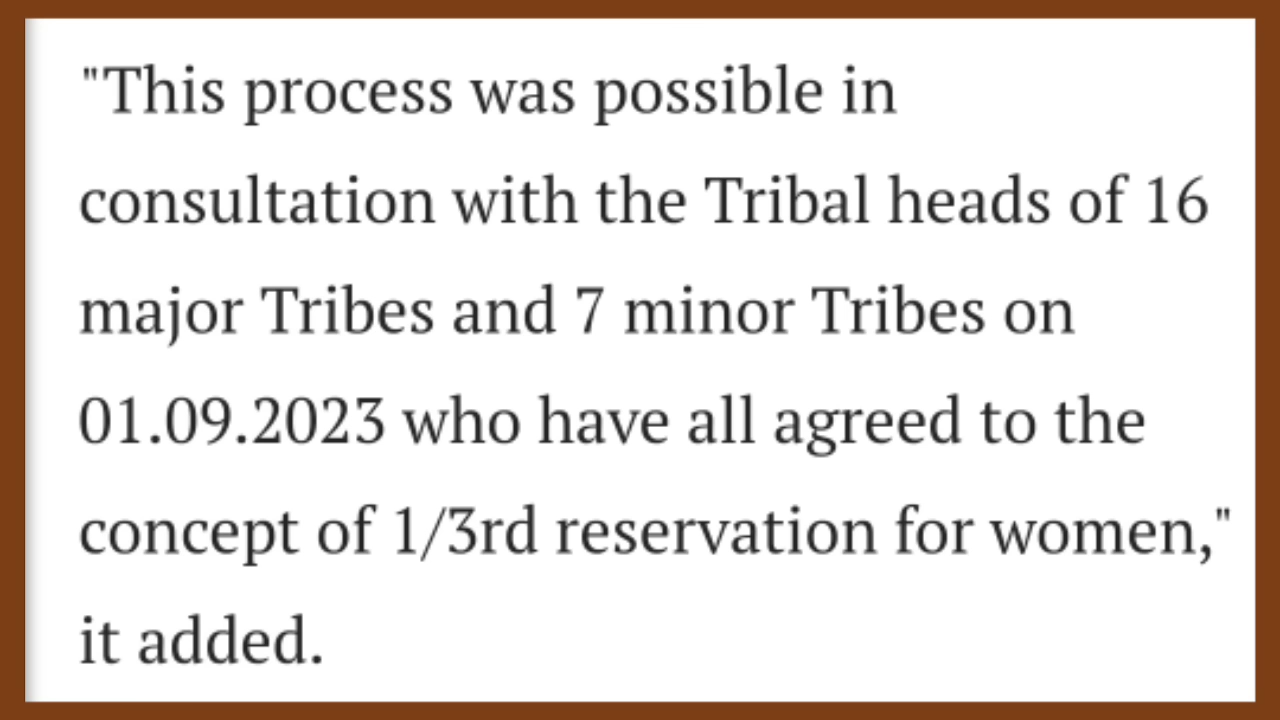 "This process was possible in
consultation with the Tribal heads of 16
major Tribes and 7 minor Tribes on
01.09.2023 who have all agreed to the
concept of 1/3rd reservation for women,"
it added.